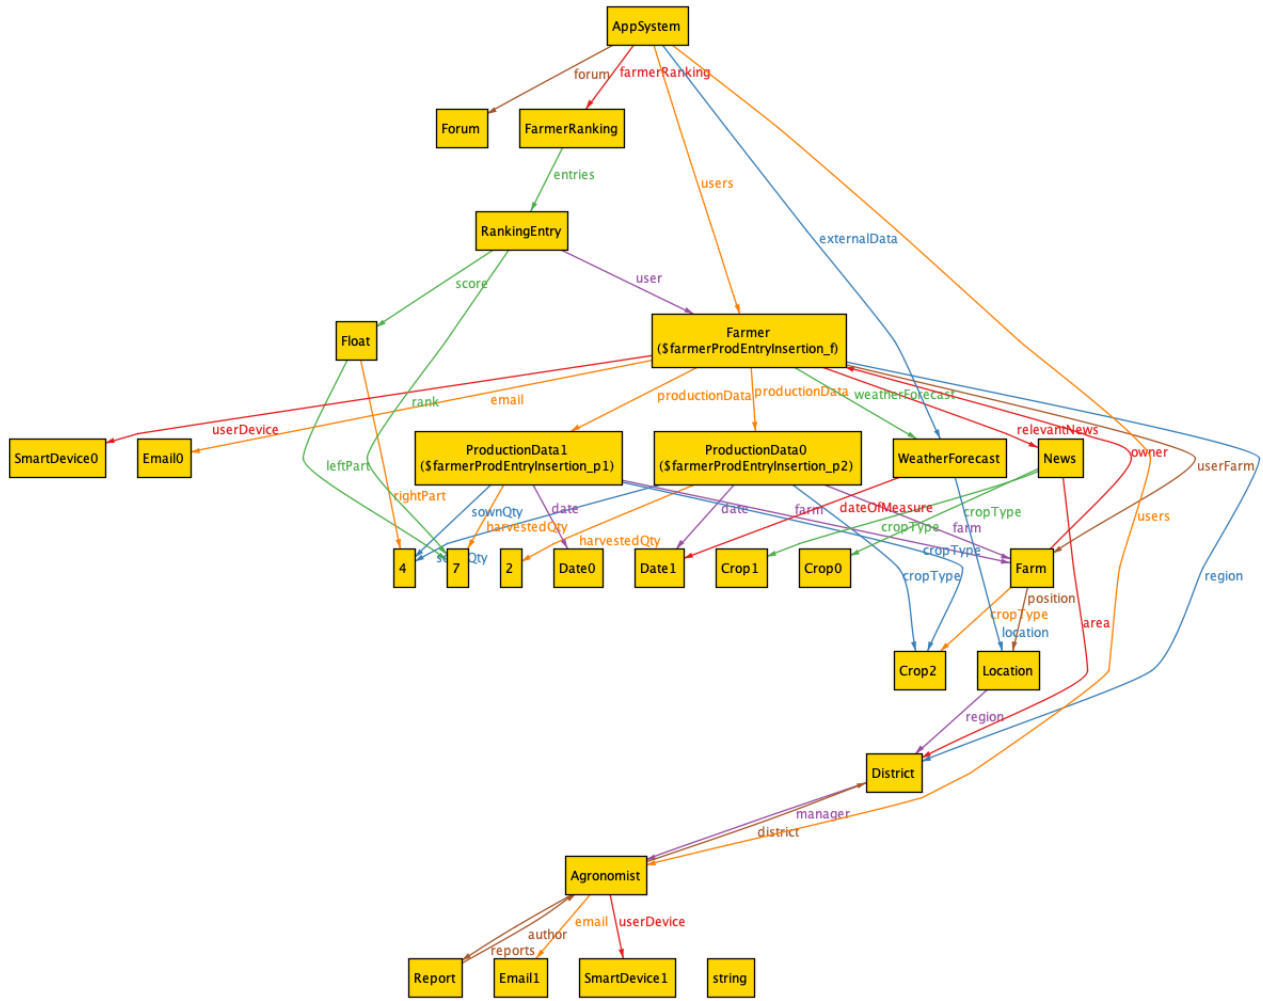 AppSystem
forum
farmerRanking
Forum
FarmerRanking
entries
users
RankingEntry
externalData
score
user
Float
Farmer
($farmerProdEntryInsertion_f)
rank
email
productionData
productionData
weatherForecast
userDevice
relevantNews
owner
userFarm
SmartDevice0
Email0
ProductionData1
($farmerProdEntryInsertion_p1)
ProductionData0
($farmerProdEntryInsertion_p2)
WeatherForecast
News
leftPart
rightPart
sownQty
date
harvestedQty
date
farm
dateOfMeasure
cropType
farm
cropType
users
harvestedQty
cropType
sownQty
4
7
2
Date0
Date1
Crop1
Crop0
Farm
cropType
region
position
cropType
location
area
Crop2
Location
region
District
manager
district
Agronomist
email
userDevice
author
reports
Report
Email1
SmartDevice1
string